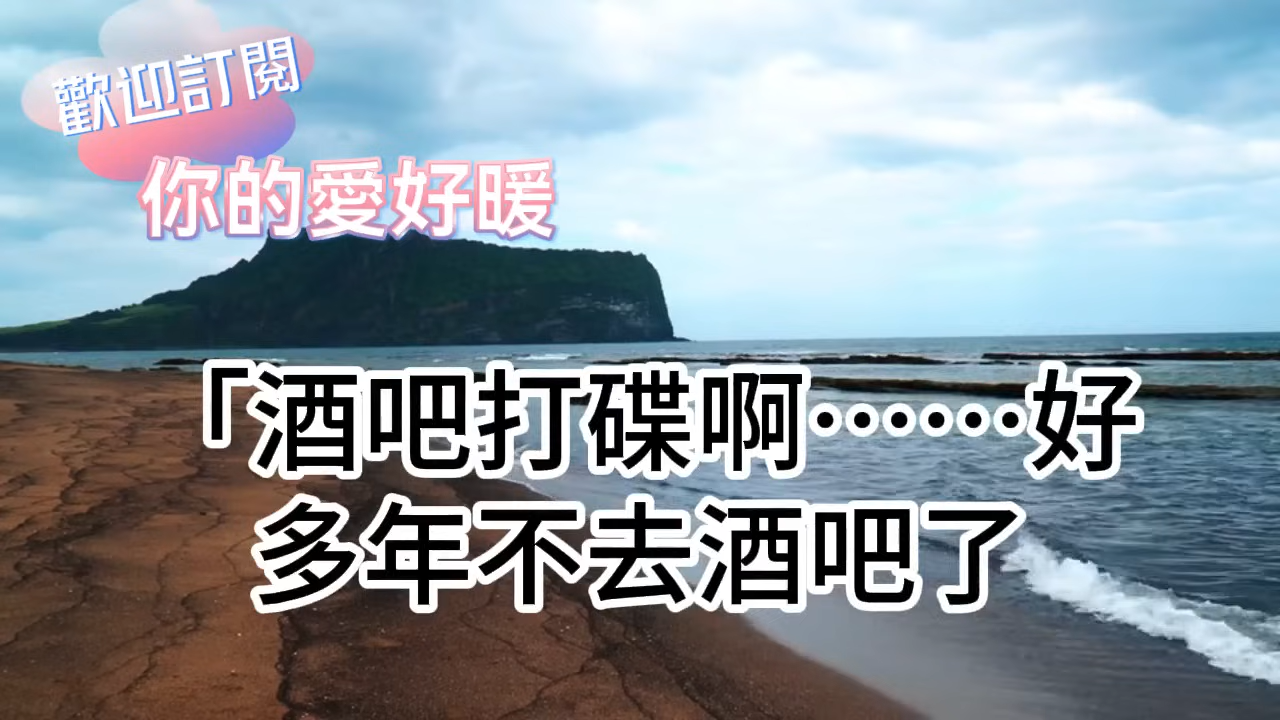 歡迎訂閱
你的愛好暖
「酒吧打碟啊……好
多年不去酒吧了